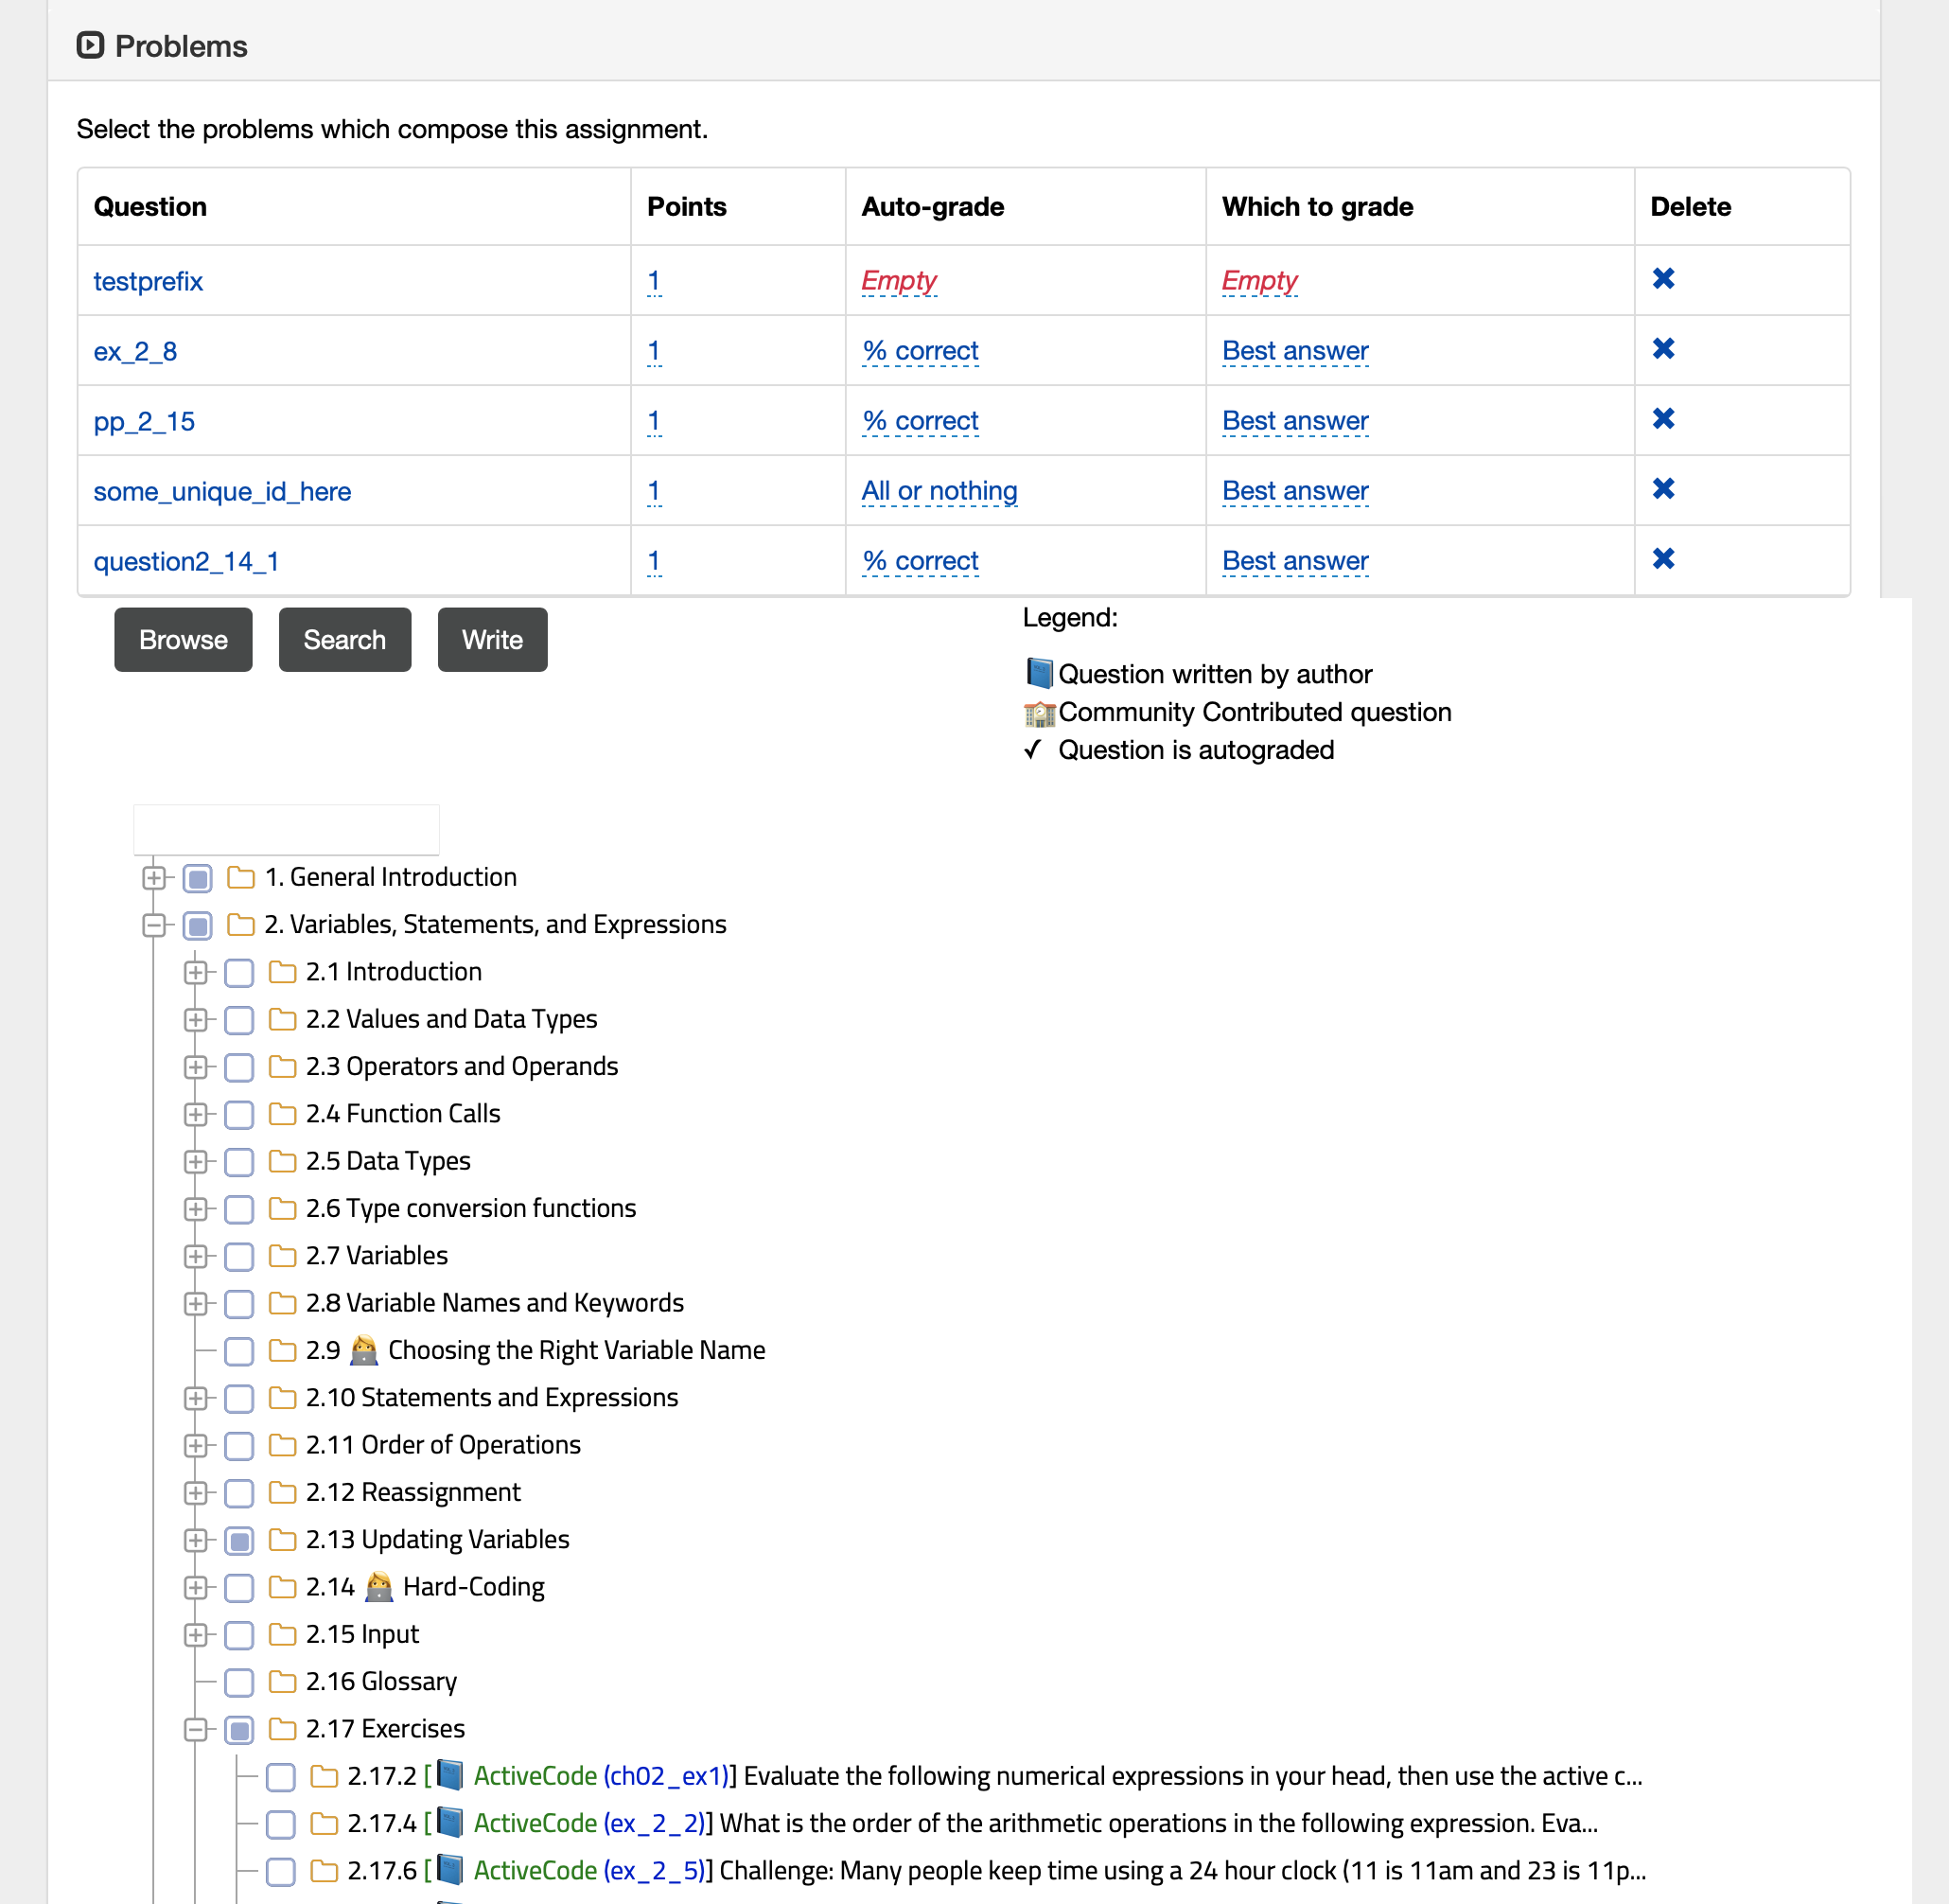 Problems
Select the problems which compose this assignment.
Question Points Auto-grade Which to grade Delete
testprefix 1 Empty Empty ✖
ex_2_8 1 % correct Best answer ✖
pp_2_15 1 % correct Best answer ✖
some_unique_id_here 1 All or nothing Best answer ✖
question2_14_1 1 % correct Best answer ✖
Browse Search Write
Legend:
📘Question written by author
🏫Community Contributed question
✓ Question is autograded
1. General Introduction
2. Variables, Statements, and Expressions
2.1 Introduction
2.2 Values and Data Types
2.3 Operators and Operands
2.4 Function Calls
2.5 Data Types
2.6 Type conversion functions
2.7 Variables
2.8 Variable Names and Keywords
2.9 👩‍💻 Choosing the Right Variable Name
2.10 Statements and Expressions
2.11 Order of Operations
2.12 Reassignment
2.13 Updating Variables
2.14 👩‍💻 Hard-Coding
2.15 Input
2.16 Glossary
2.17 Exercises
2.17.2 [📘 ActiveCode (ch02_ex1)] Evaluate the following numerical expressions in your head, then use the active c...
2.17.4 [📘 ActiveCode (ex_2_2)] What is the order of the arithmetic operations in the following expression. Eva...
2.17.6 [📘 ActiveCode (ex_2_5)] Challenge: Many people keep time using a 24 hour clock (11 is 11am and 23 is 11p...